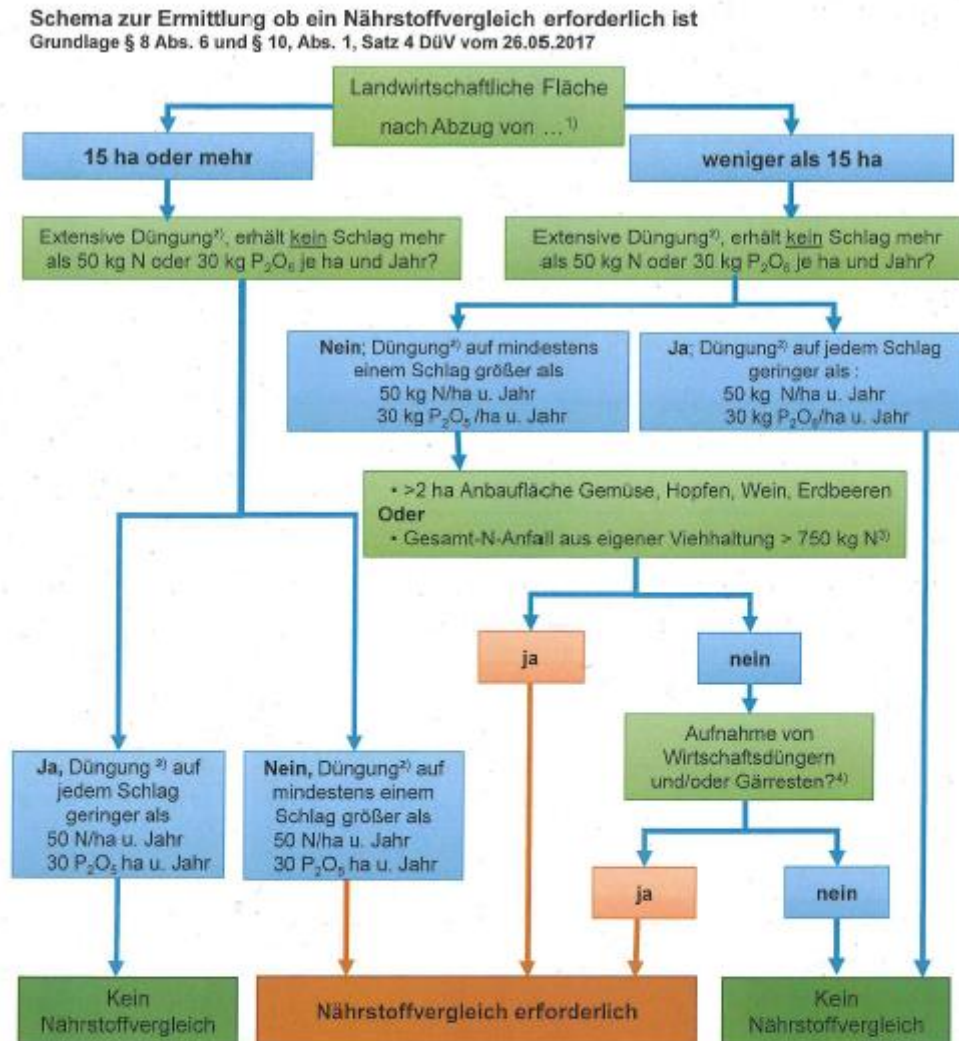 Schema zur Ermittlung ob ein Nährstoffvergleich erforderlich ist
Grundlage § 8 Abs. 6 und § 10, Abs. 1, Satz 4 DüV vom 26.05.2017
Landwirtschaftliche Fläche
nach Abzug von ...¹⁾
15 ha oder mehr
weniger als 15 ha
Extensive Düngung²⁾, erhält kein Schlag mehr
als 50 kg N oder 30 kg P₂O₅ je ha und Jahr?
Extensive Düngung²⁾, erhält kein Schlag mehr
als 50 kg N oder 30 kg P₂O₅ je ha und Jahr?
Nein; Düngung²⁾ auf mindestens
einem Schlag größer als
50 kg N/ha u. Jahr
30 kg P₂O₅ /ha u. Jahr
Ja; Düngung²⁾ auf jedem Schlag
geringer als :
50 kg N/ha u. Jahr
30 kg P₂O₅/ha u. Jahr
• >2 ha Anbaufläche Gemüse, Hopfen, Wein, Erdbeeren
Oder
• Gesamt-N-Anfall aus eigener Viehhaltung > 750 kg N³⁾
ja
nein
Aufnahme von
Wirtschaftsdüngern
und/oder Gärresten?⁴⁾
Ja, Düngung ²⁾ auf
jedem Schlag
geringer als
50 N/ha u. Jahr
30 P₂O₅ ha u. Jahr
Nein, Düngung²⁾ auf
mindestens einem
Schlag größer als
50 N/ha u. Jahr
30 P₂O₅ ha u. Jahr
ja
nein
Kein
Nährstoffvergleich
Nährstoffvergleich erforderlich
Kein
Nährstoffvergleich